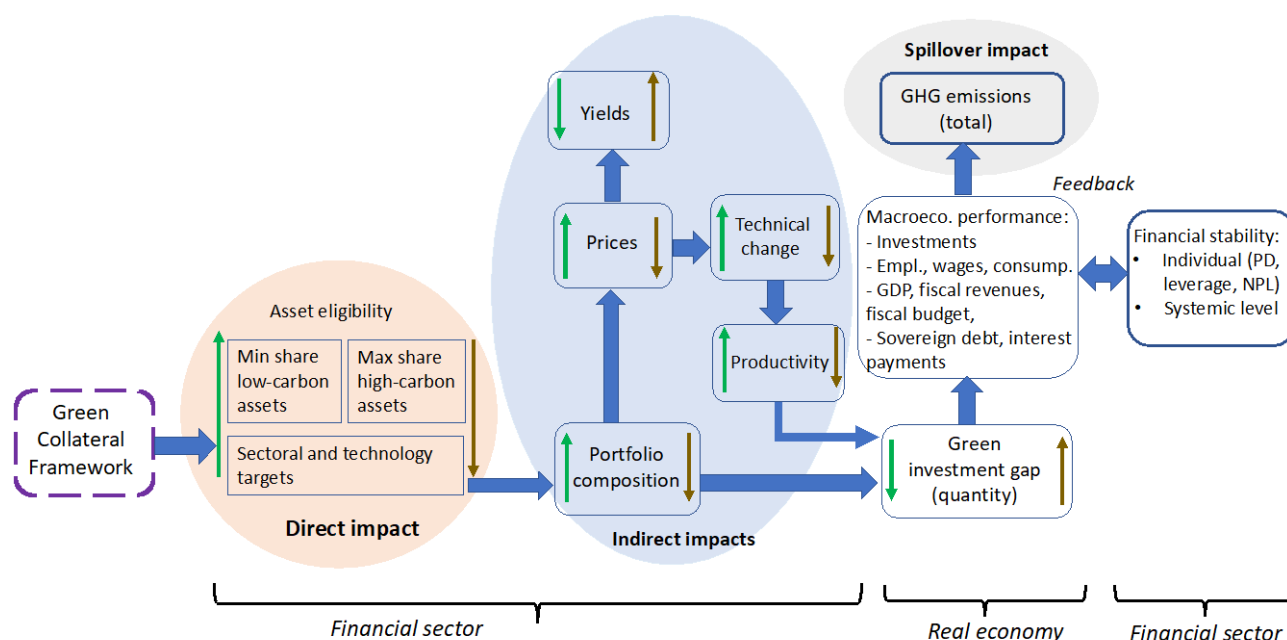 Spillover impact
GHG emissions
(total)
Yields
Feedback
Prices
Technical
change
Macroeco. performance:
- Investments
- Empl., wages, consump.
- GDP, fiscal revenues,
fiscal budget,
- Sovereign debt, interest
payments
Financial stability:
• Individual (PD,
leverage, NPL)
• Systemic level
Asset eligibility
Min share
low-carbon
assets
Max share
high-carbon
assets
Productivity
Green
Collateral
Framework
Sectoral and technology
targets
Portfolio
composition
Green
investment gap
(quantity)
Direct impact
Indirect impacts
Financial sector
Real economy
Financial sector